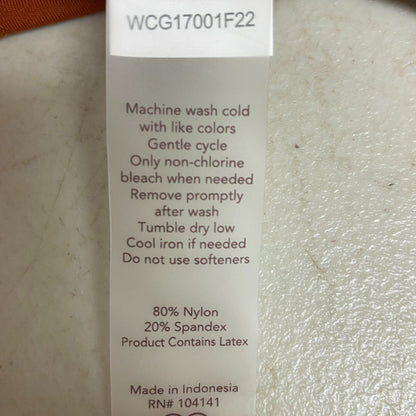 WCG17001F22
Machine wash cold
with like colors
Gentle cycle
Only non-chlorine
bleach when needed
Remove promptly
after wash
Tumble dry low
Cool iron if needed
Do not use softeners
80% Nylon
20% Spandex
Product Contains Latex
Made in Indonesia
RN# 104141